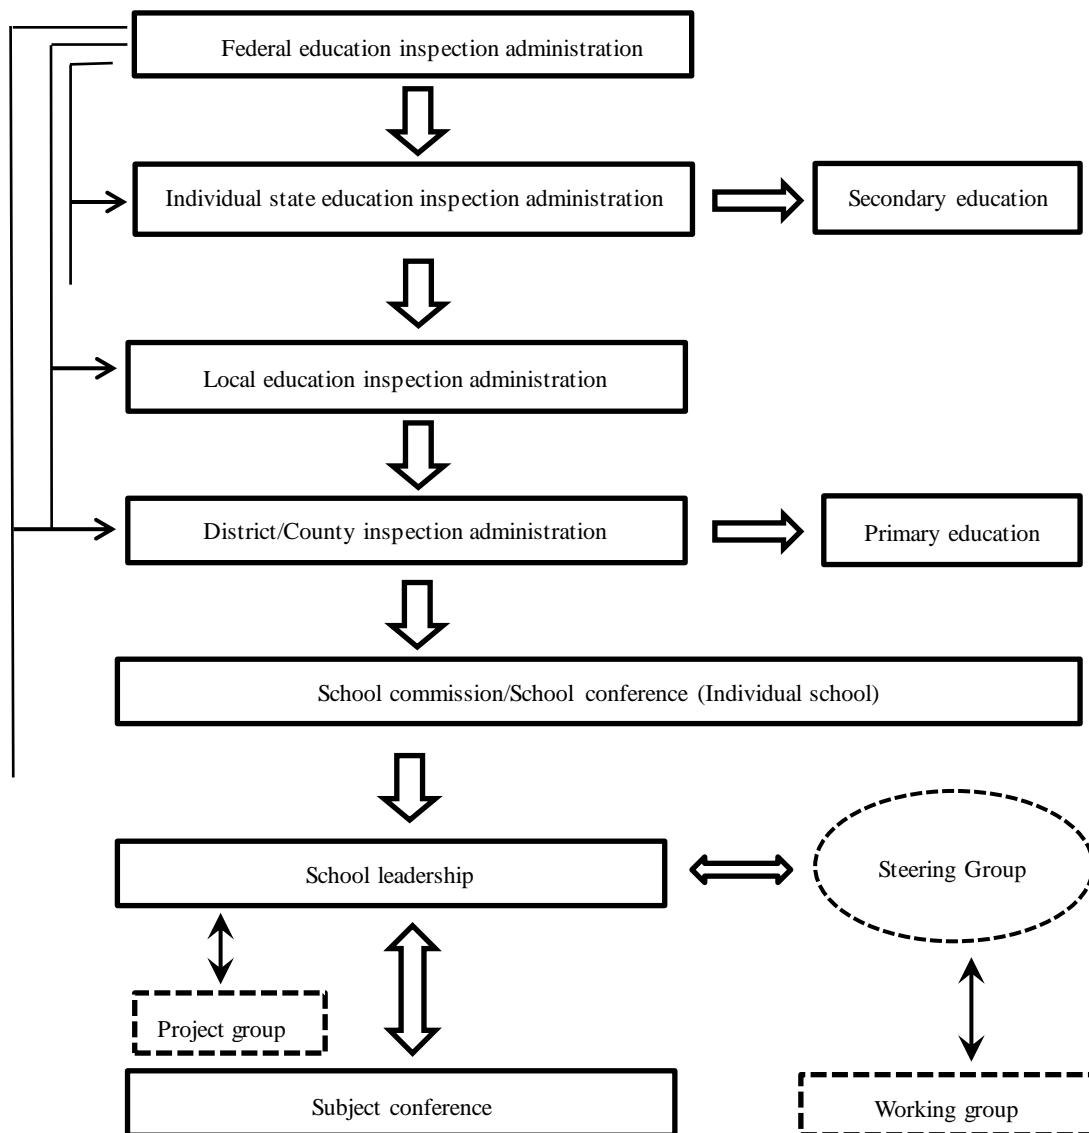 Federal education inspection administration
Individual state education inspection administration
Secondary education
Local education inspection administration
District/County inspection administration
Primary education
School commission/School conference (Individual school)
School leadership
Steering Group
Project group
Subject conference
Working group